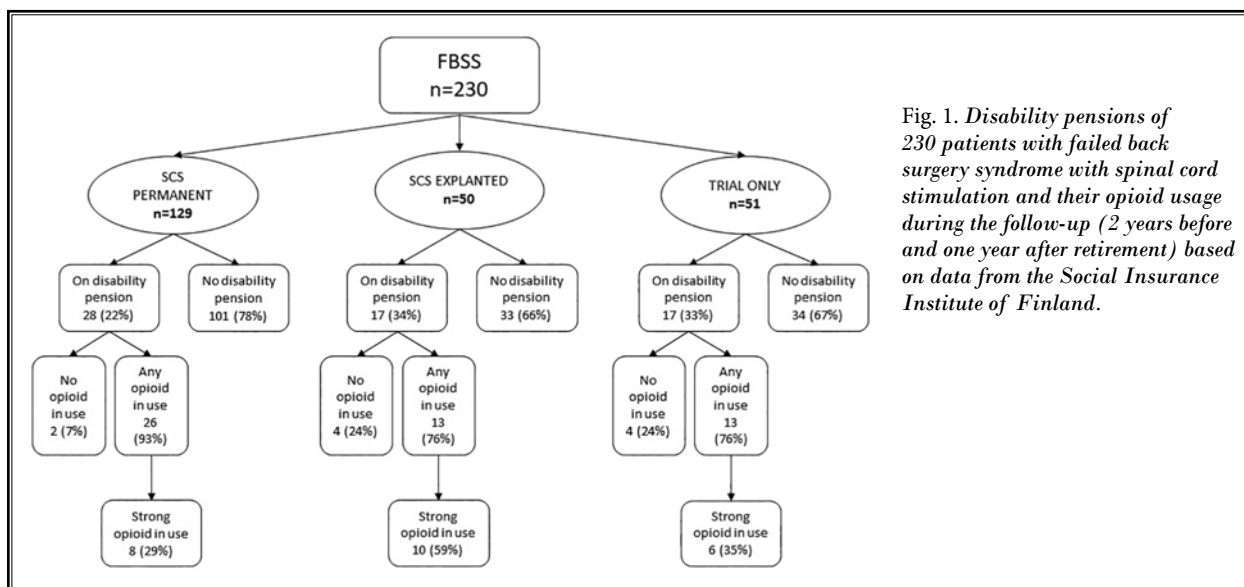 FBSS
n=230
SCS
PERMANENT
n=129
SCS EXPLANTED
n=50
TRIAL ONLY
n=51
On disability
pension
28 (22%)
No disability
pension
101 (78%)
On disability
pension
17 (34%)
No disability
pension
33 (66%)
On disability
pension
17 (33%)
No disability
pension
34 (67%)
No
opioid
in use
2 (7%)
Any
opioid
in use
26
(93%)
No
opioid
in use
4 (24%)
Any
opioid
in use
13
(76%)
No
opioid
in use
4 (24%)
Any
opioid
in use
13
(76%)
Strong
opioid in use
8 (29%)
Strong
opioid in use
10 (59%)
Strong
opioid in use
6 (35%)
Fig. 1. Disability pensions of
230 patients with failed back
surgery syndrome with spinal cord
stimulation and their opioid usage
during the follow-up (2 years before
and one year after retirement) based
on data from the Social Insurance
Institute of Finland.